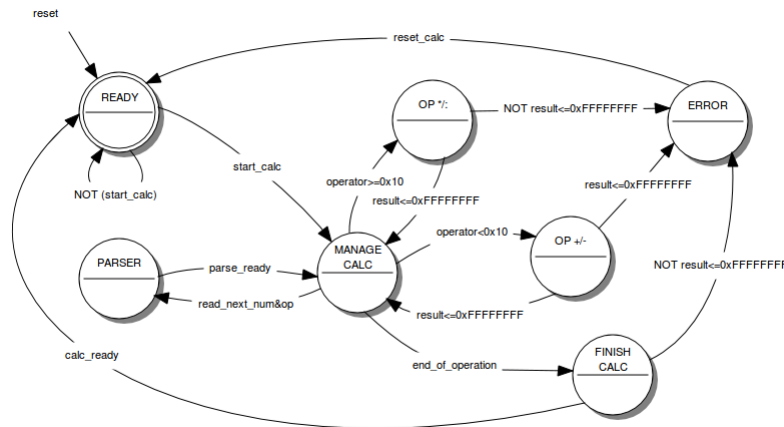 reset
reset_calc
READY
OP */:
NOT result<=0xFFFFFFFF
ERROR
start_calc
operator>=0x10
result<=0xFFFFFFFF
result<=0xFFFFFFFF
NOT (start_calc)
operator<0x10
OP +/-
MANAGE
CALC
PARSER
parse_ready
NOT result<=0xFFFFFFFF
read_next_num&op
result<=0xFFFFFFFF
calc_ready
end_of_operation
FINISH
CALC